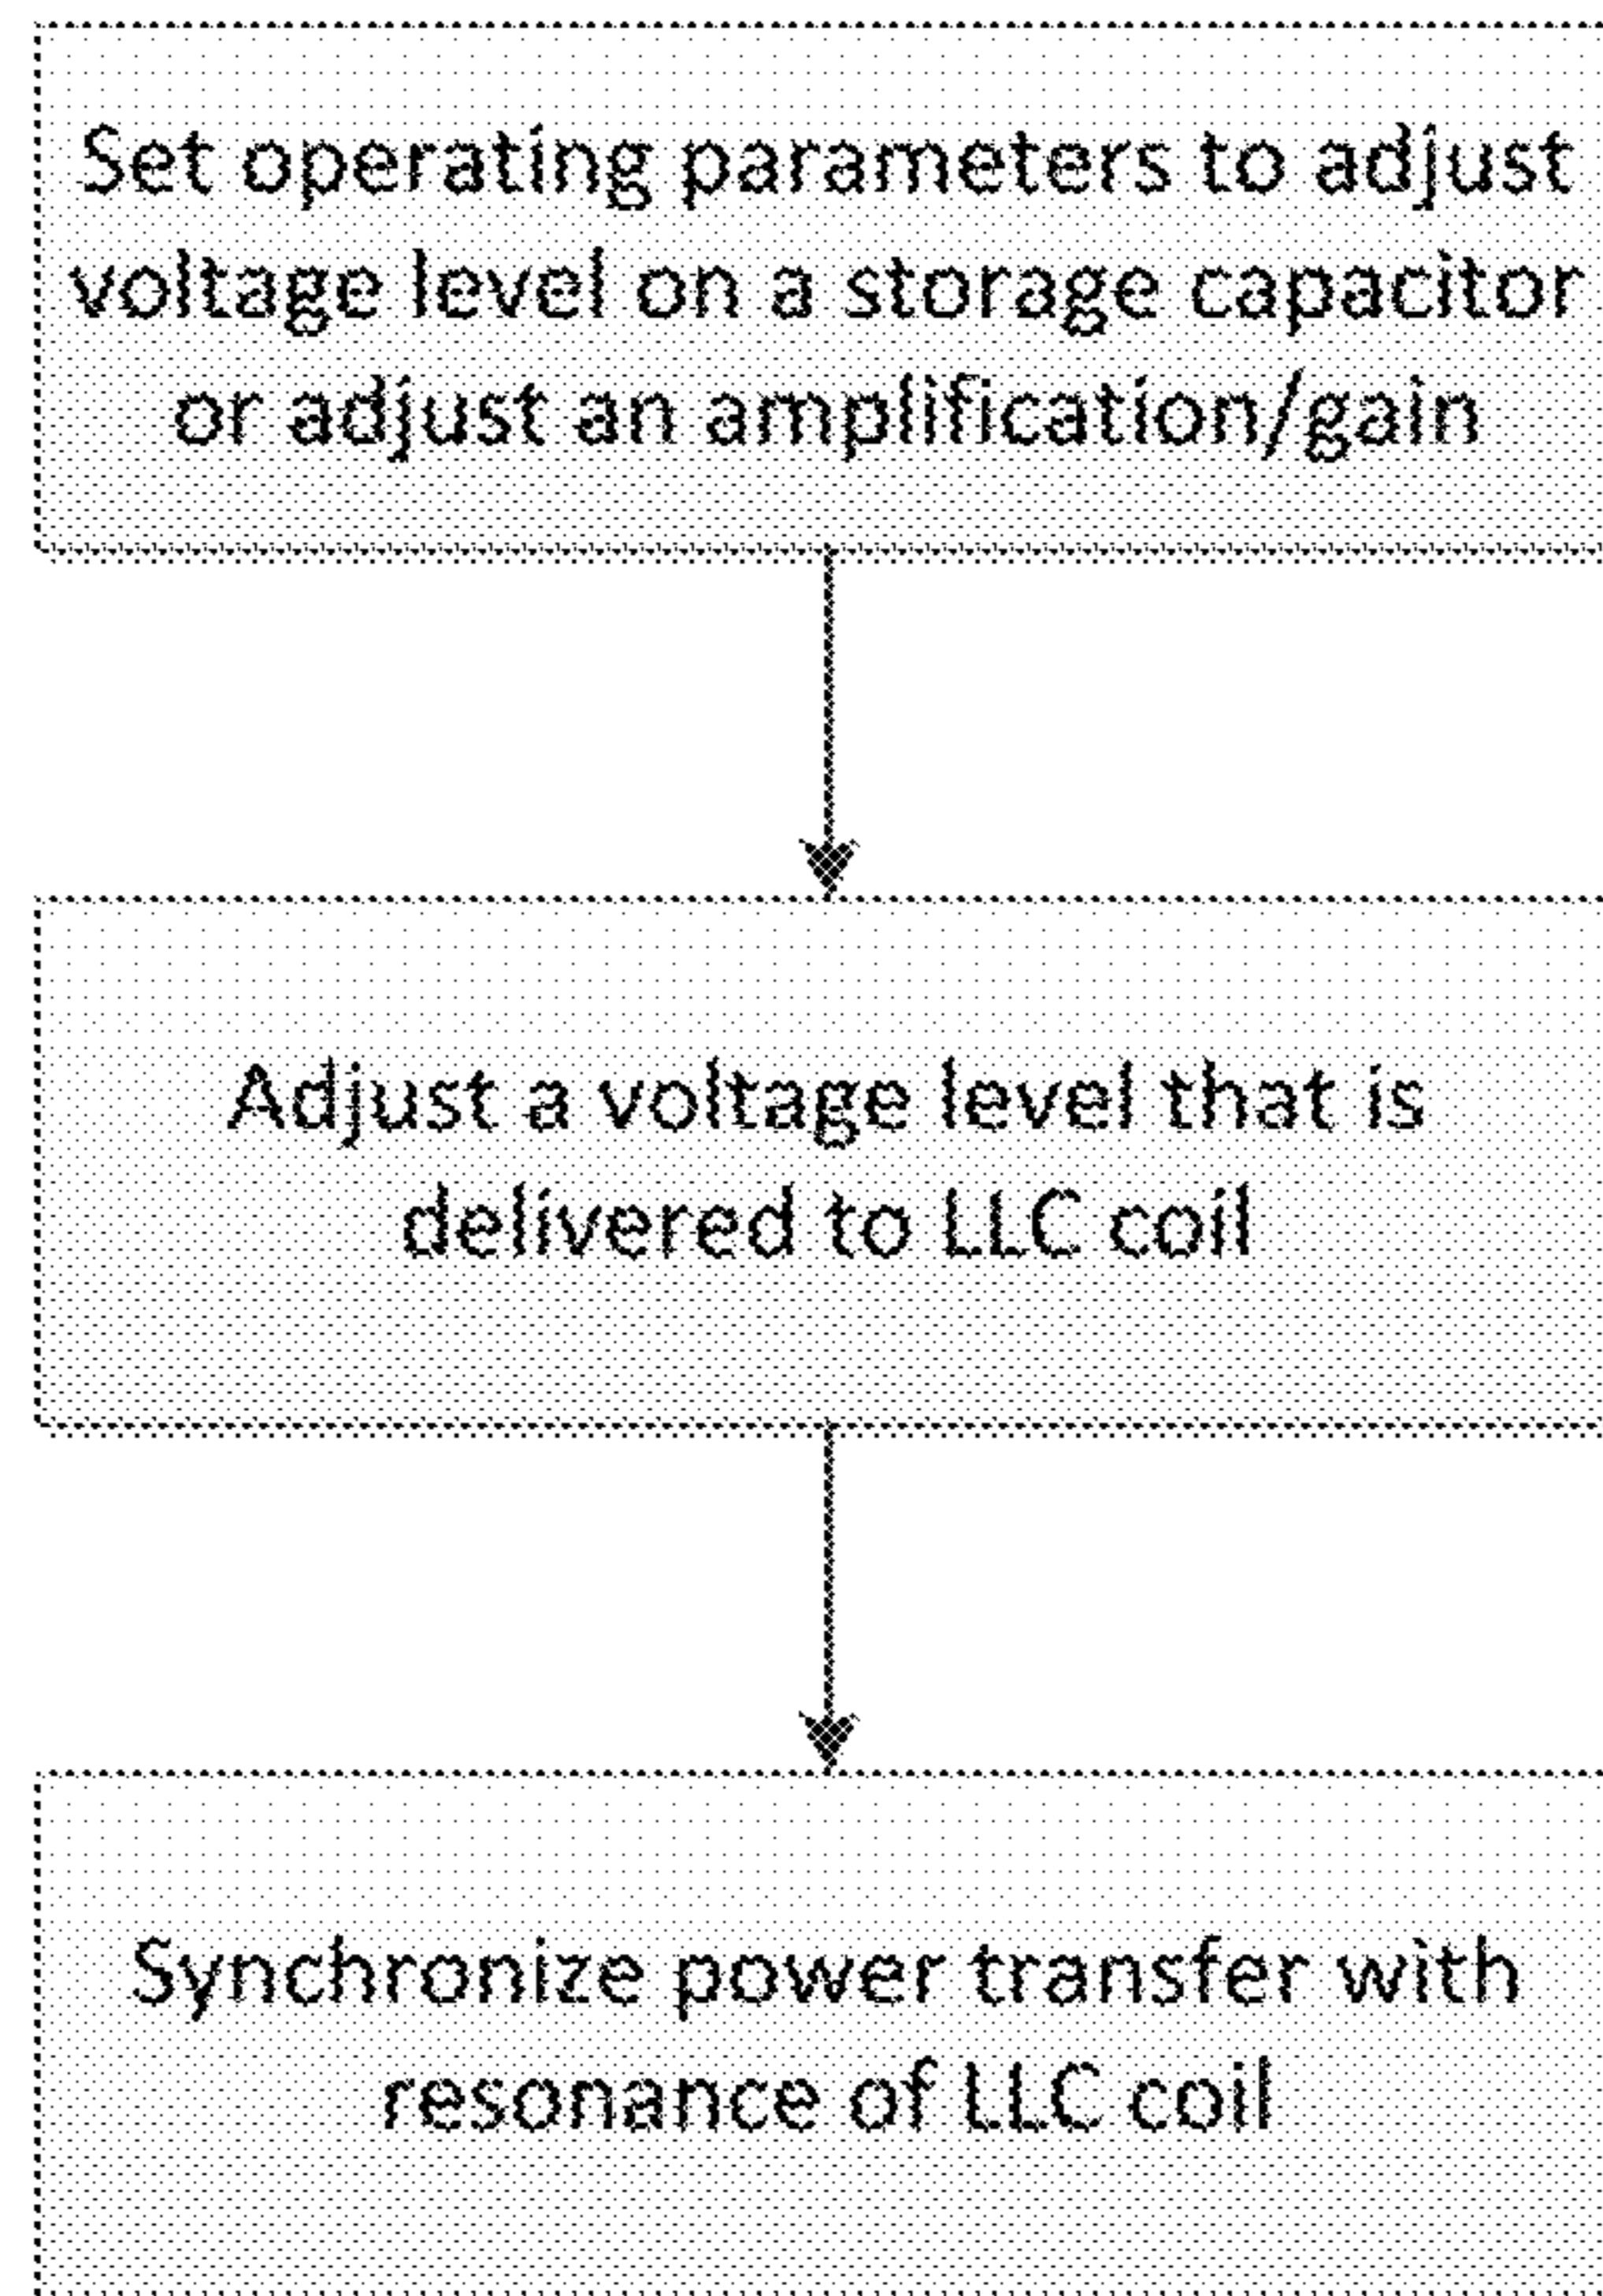 Set operating parameters to adjust
voltage level on a storage capacitor
or adjust an amplification/gain
Adjust a voltage level that is
delivered to LLC coil
Synchronize power transfer with
resonance of LLC coil